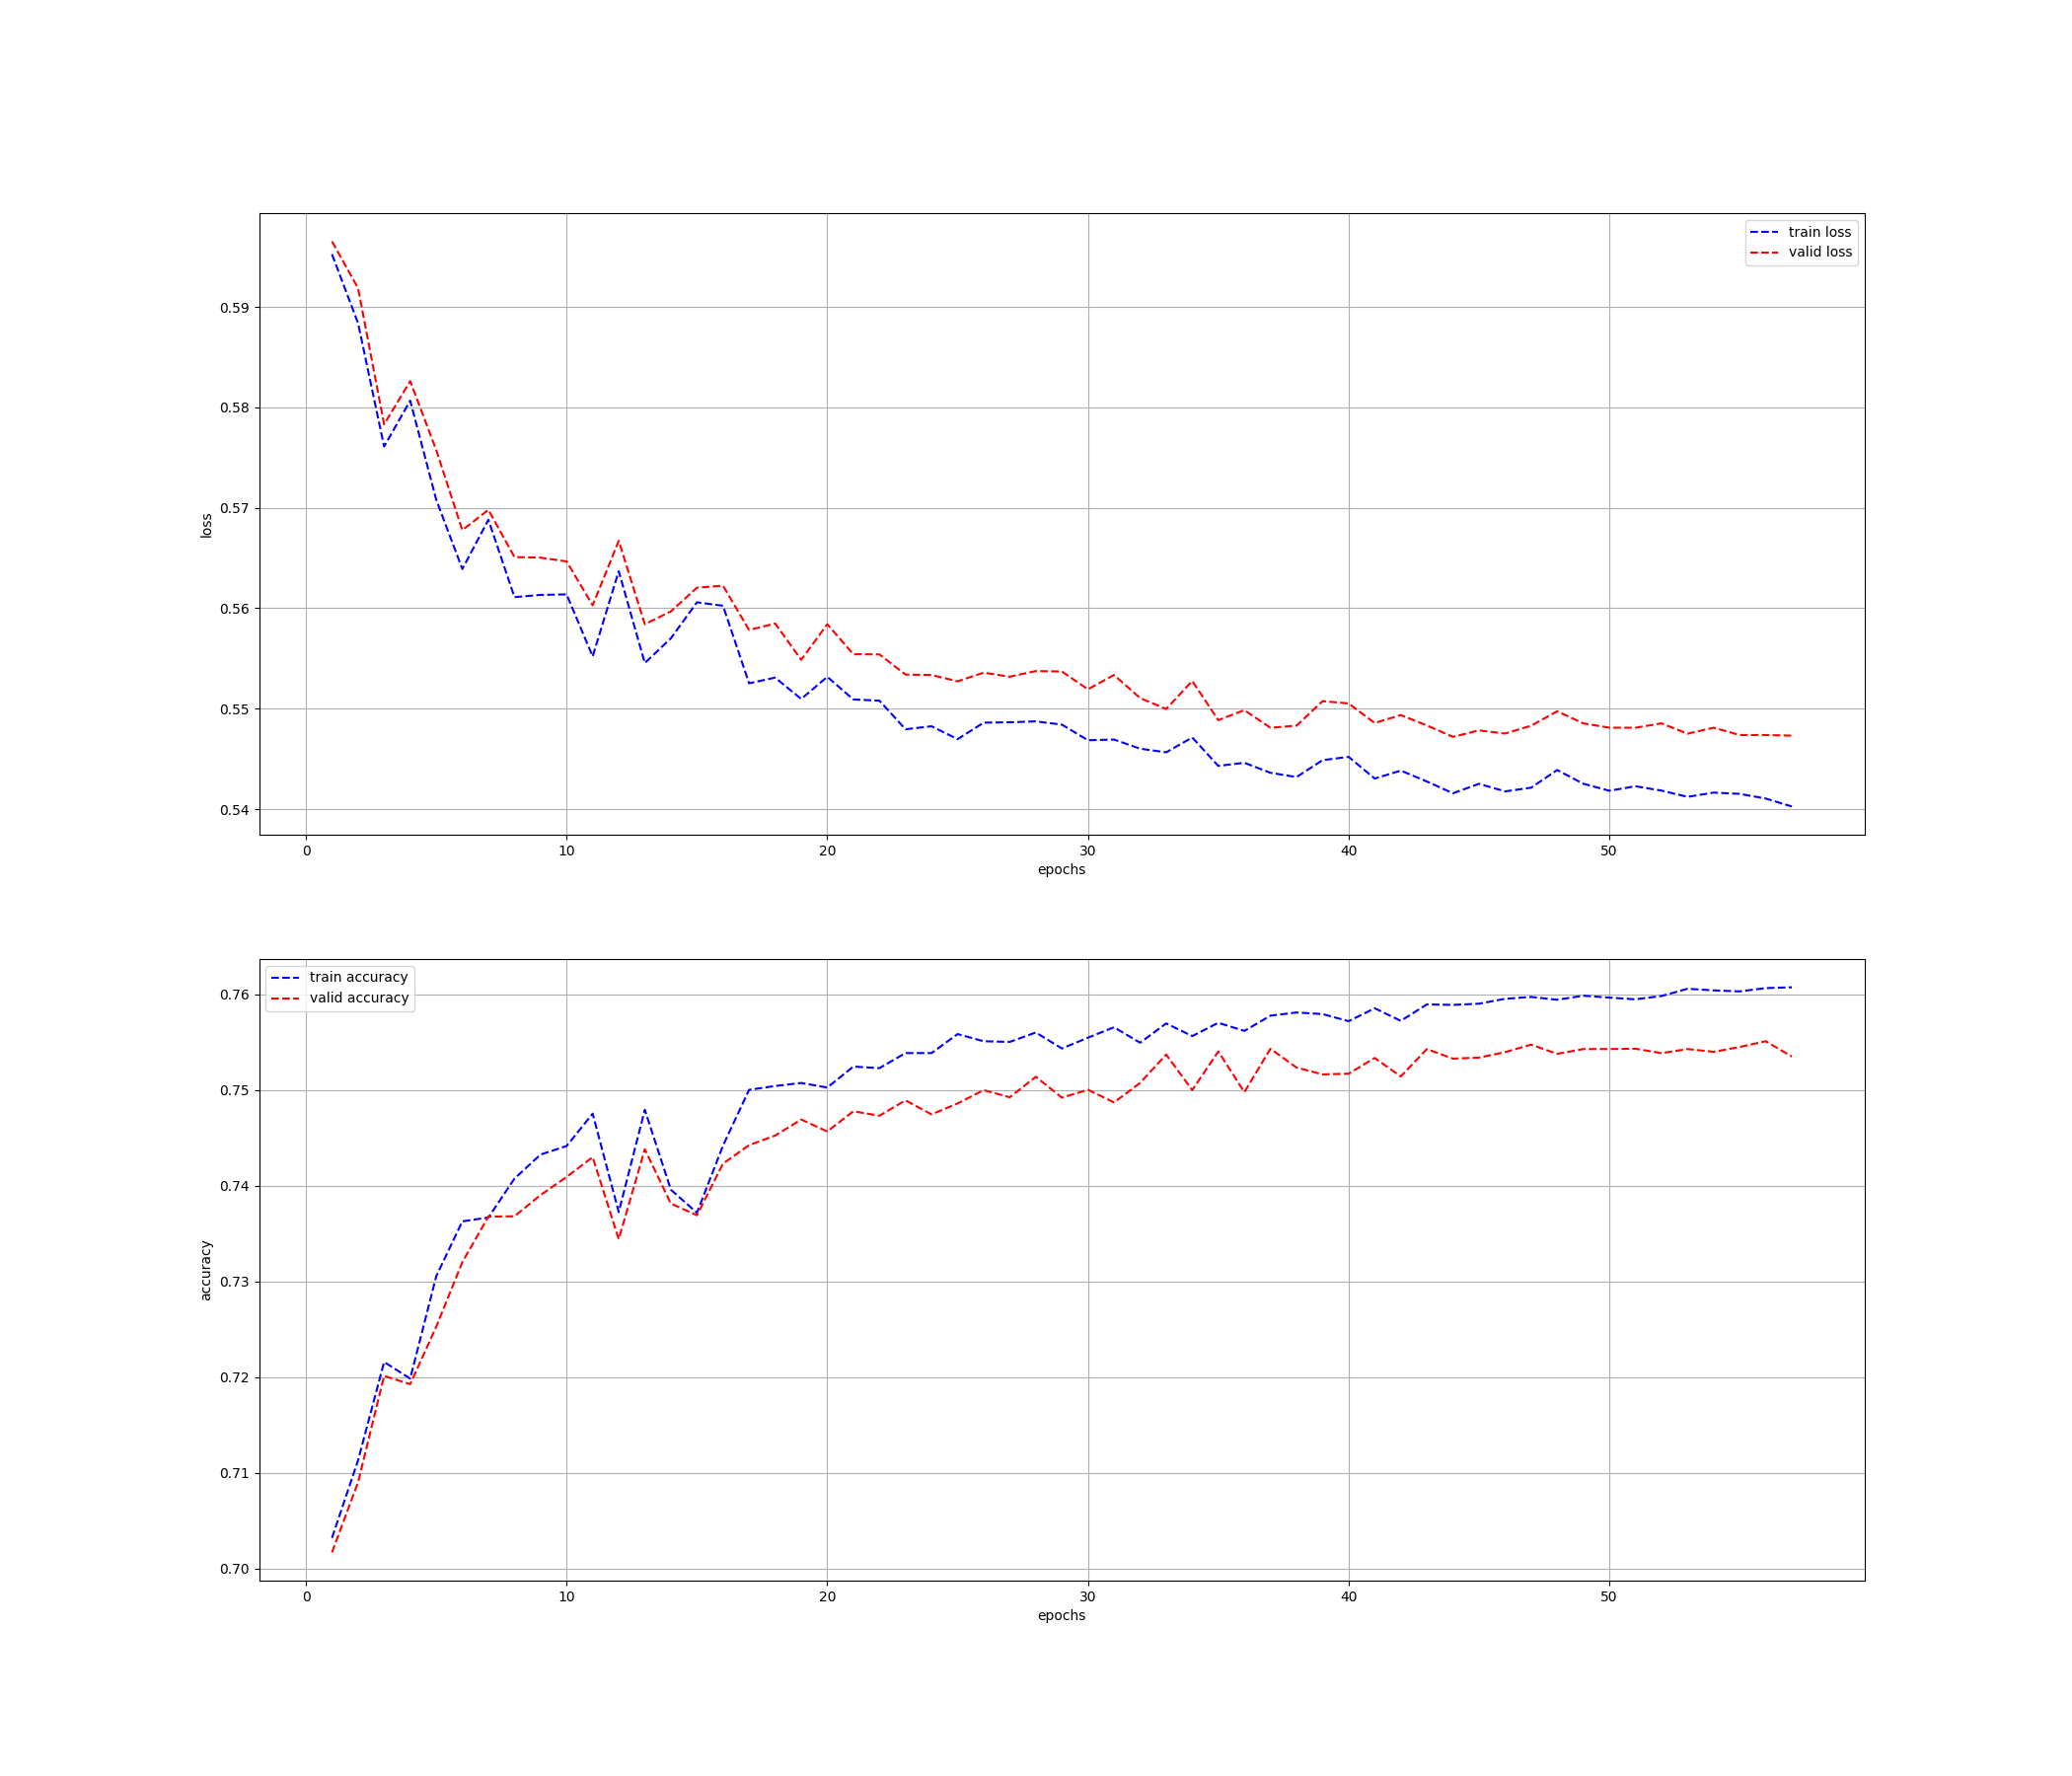 train loss
valid loss
0.59
0.58
0.57
0.56
0.55
0.54
loss
0 10 20 30 40 50
epochs
train accuracy
valid accuracy
0.76
0.75
0.74
0.73
0.72
0.71
0.70
accuracy
0 10 20 30 40 50
epochs